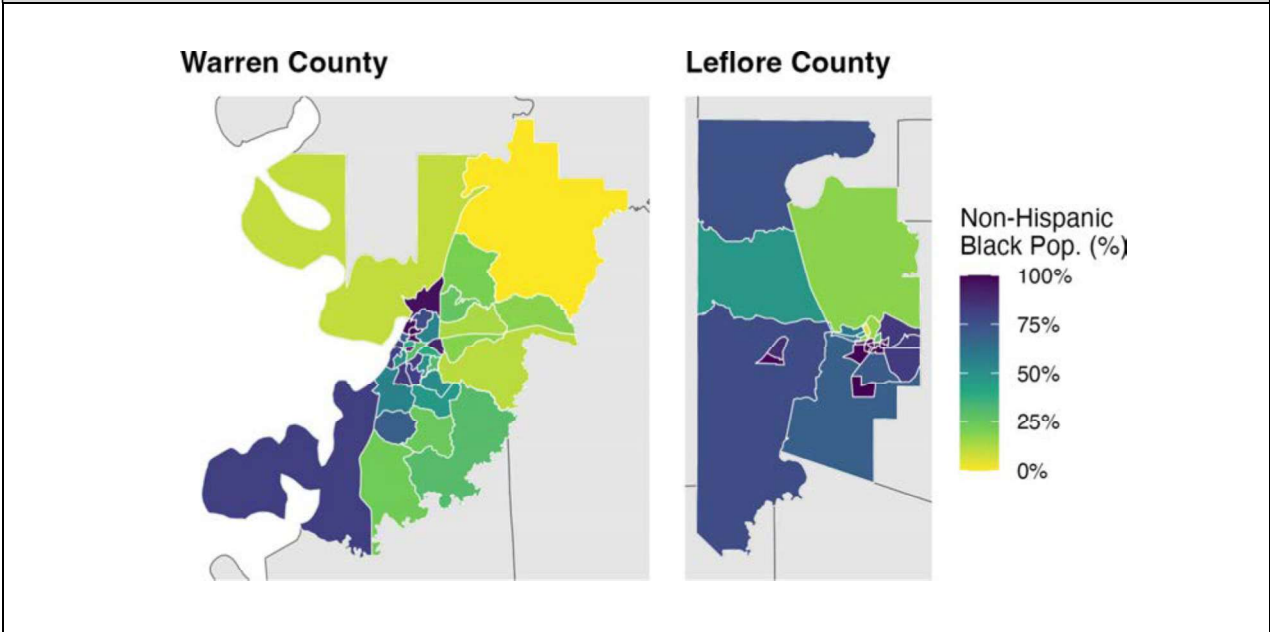 Warren County
Leflore County
Non-Hispanic
Black Pop. (%)
100%
75%
50%
25%
0%